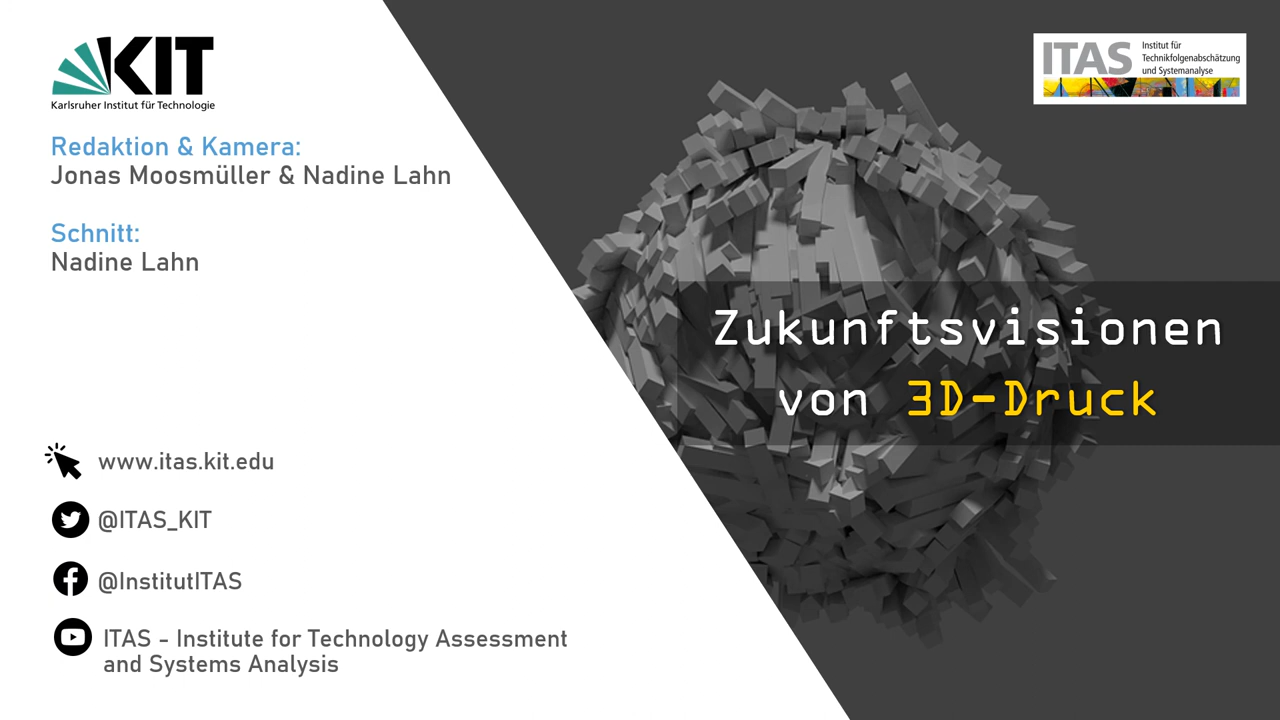 KIT
Karlsruher Institut für Technologie
Redaktion & Kamera:
Jonas Moosmüller & Nadine Lahn
Schnitt:
Nadine Lahn
www.itas.kit.edu
@ITAS_KIT
@InstitutITAS
ITAS - Institute for Technology Assessment
and Systems Analysis
ITAS
Institut für
Technikfolgenabschätzung
und Systemanalyse
Zukunftsvisionen
von 3D-Druck